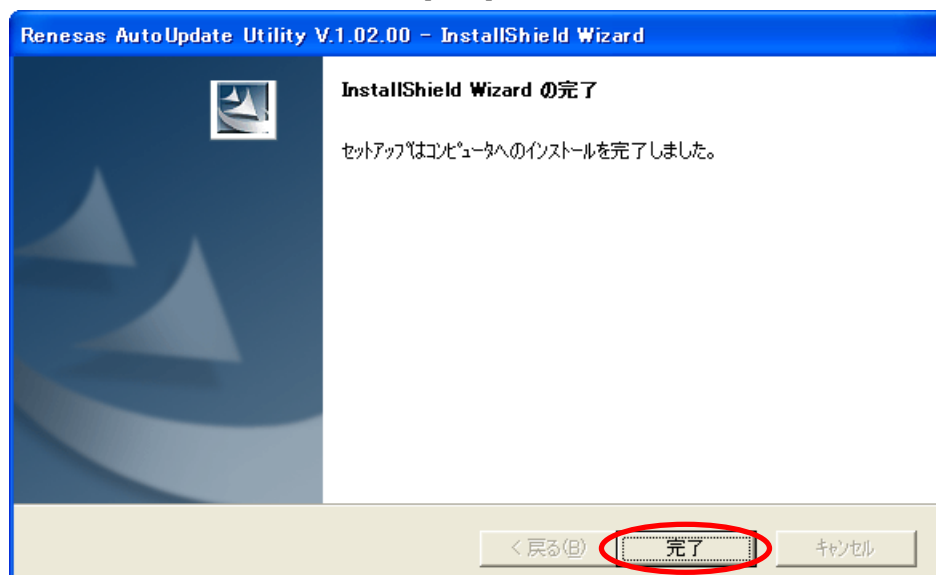 Renesas AutoUpdate Utility V.1.02.00 - InstallShield Wizard
InstallShield Wizard の完了
ｾｯﾄｱｯﾌﾟはｺﾝﾋﾟｭｰﾀへのｲﾝｽﾄｰﾙを完了しました。
< 戻る(B)
完了
ｷｬﾝｾﾙ